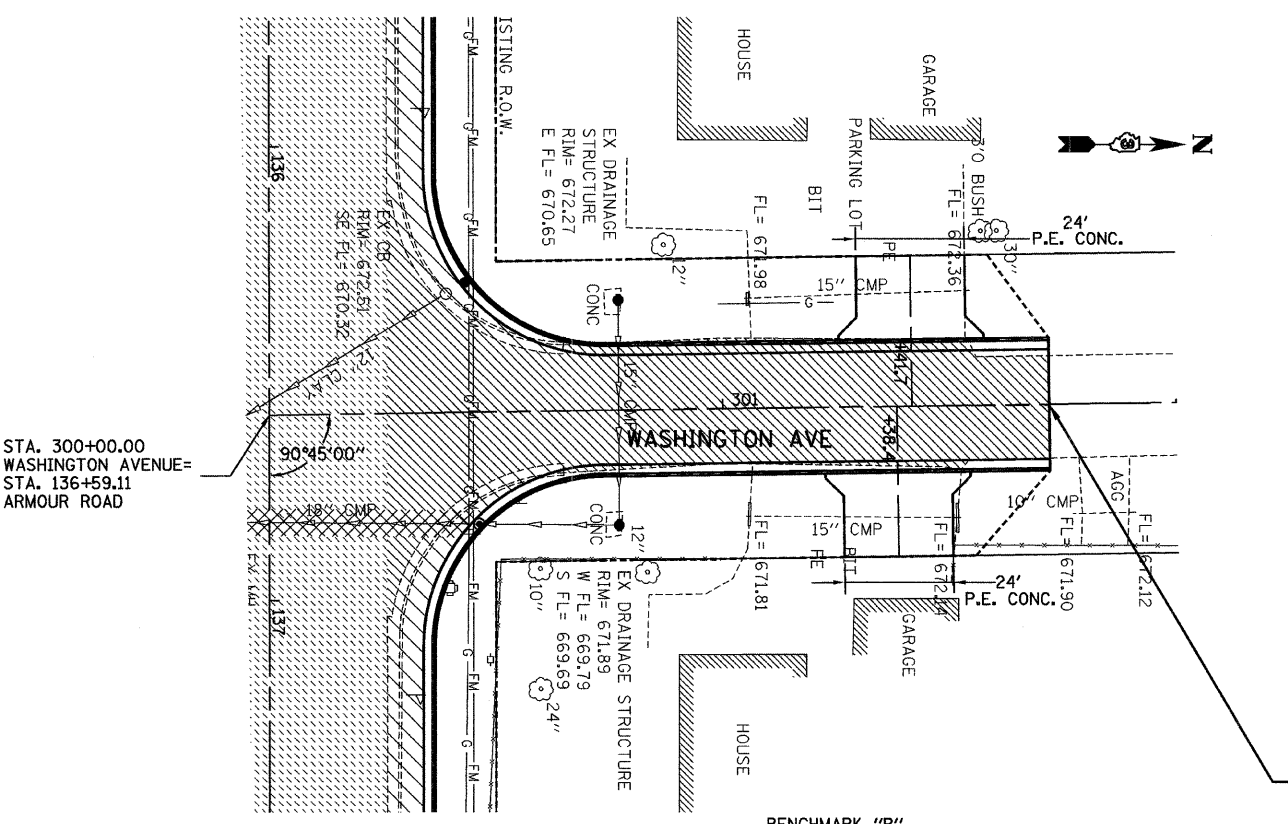 ISTING R.O.W.
HOUSE
GARAGE
EX DRAINAGE
STRUCTURE
RIM= 672.27
E FL= 670.65
PARKING LOT
BIT
3'0 BUSH
30"
N
24'
P.E. CONC.
FL= 671.98
FL= 672.36
PE
12"
15" CMP
G
CONC
136
EX CB
RIM= 672.51
SE FL= 670.32
G
FM
15" CMP
+41.7
301
WASHINGTON AVE
+38.4
STA. 300+00.00
WASHINGTON AVENUE=
STA. 136+59.11
ARMOUR ROAD
90°45'00"
18" CMP
CONC
12"
15" CMP
10" CMP
AGG
FL= 672.12
FL= 671.90
FL= 671.81
PE
BIT
FL= 672.14
24'
P.E. CONC.
EX DRAINAGE STRUCTURE
RIM= 671.89
W FL= 669.79
S FL= 669.69
10"
24"
137
GARAGE
HOUSE
G
FM
BENCHMARK "B"